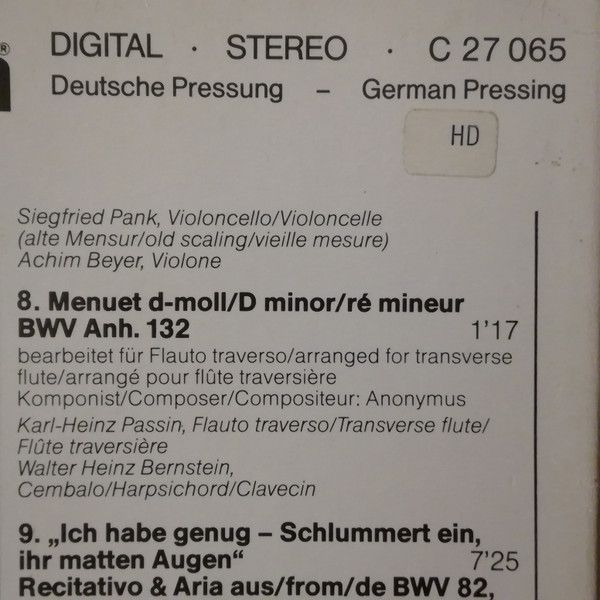 ®
DIGITAL · STEREO · C 27 065
Deutsche Pressung – German Pressing
HD
Siegfried Pank, Violoncello/Violoncelle
(alte Mensur/old scaling/vieille mesure)
Achim Beyer, Violone
8. Menuet d-moll/D minor/ré mineur
BWV Anh. 132 1'17
bearbeitet für Flauto traverso/arranged for transverse
flute/arrangé pour flûte traversière
Komponist/Composer/Compositeur: Anonymus
Karl-Heinz Passin, Flauto traverso/Transverse flute/
Flûte traversière
Walter Heinz Bernstein,
Cembalo/Harpsichord/Clavecin
9. „Ich habe genug – Schlummert ein,
ihr matten Augen“ 7'25
Recitativo & Aria aus/from/de BWV 82,